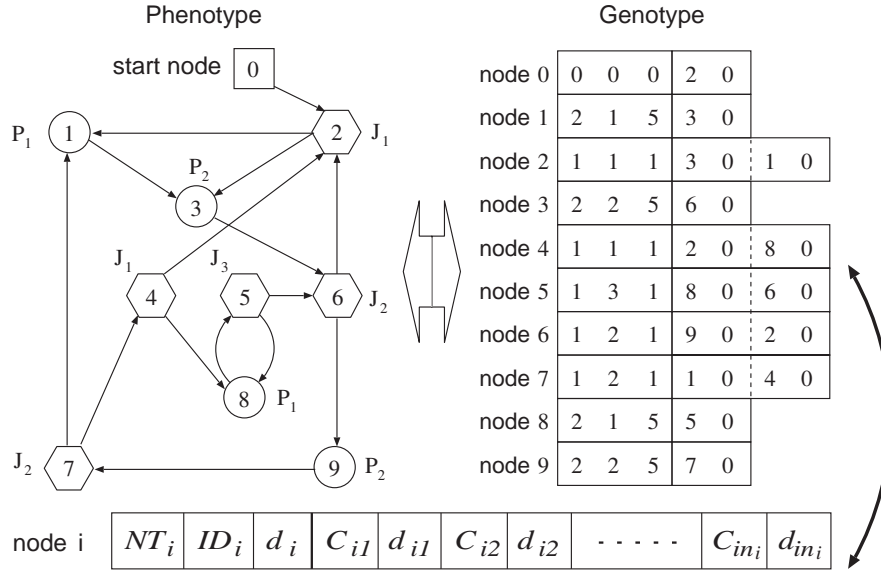 Phenotype
Genotype
start node 0
P1 1
2 J1
P2
3
J1
4
J3
5
6 J2
8 P1
J2 7
9 P2
node 0 0 0 0 2 0
node 1 2 1 5 3 0
node 2 1 1 1 3 0 1 0
node 3 2 2 5 6 0
node 4 1 1 1 2 0 8 0
node 5 1 3 1 8 0 6 0
node 6 1 2 1 9 0 2 0
node 7 1 2 1 1 0 4 0
node 8 2 1 5 5 0
node 9 2 2 5 7 0
node i NTi IDi di Ci1 di1 Ci2 di2 - - - - - Cini dini